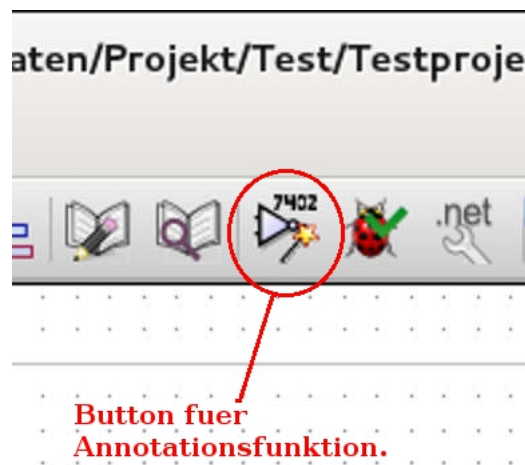 aten/Projekt/Test/Testproje
7402
.net
Button fuer
Annotationsfunktion.